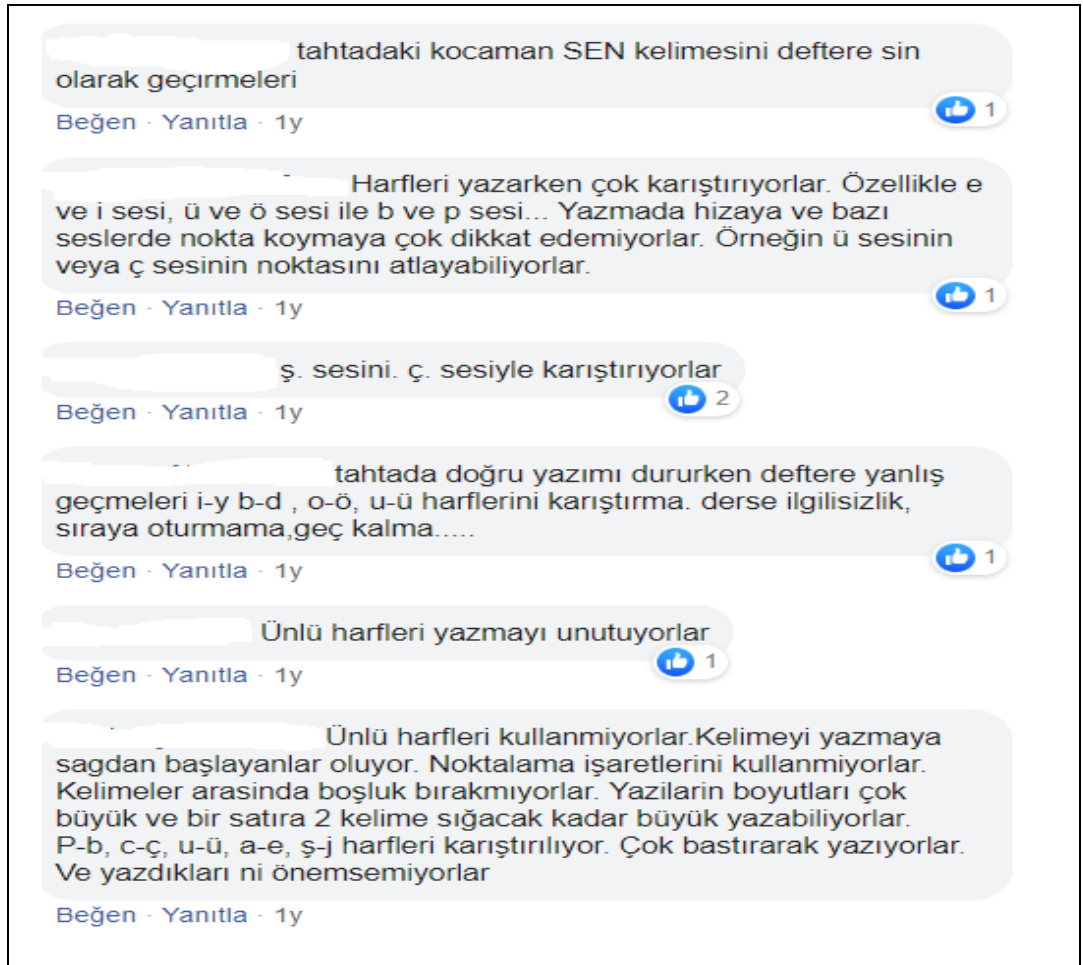 tahtadaki kocaman SEN kelimesini deftere sin
olarak geçirmeleri
1
Beğen · Yanıtla · 1y
Harfleri yazarken çok karıştırıyorlar. Özellikle e
ve i sesi, ü ve ö sesi ile b ve p sesi... Yazmada hizaya ve bazı
seslerde nokta koymaya çok dikkat edemiyorlar. Örneğin ü sesinin
veya ç sesinin noktasını atlayabiliyorlar.
1
Beğen · Yanıtla · 1y
ş. sesini. ç. sesiyle karıştırıyorlar
2
Beğen · Yanıtla · 1y
tahtada doğru yazımı dururken deftere yanlış
geçmeleri i-y b-d , o-ö, u-ü harflerini karıştırma. derse ilgilisizlik,
sıraya oturmama,geç kalma.....
1
Beğen · Yanıtla · 1y
Ünlü harfleri yazmayı unutuyorlar
1
Beğen · Yanıtla · 1y
Ünlü harfleri kullanmiyorlar.Kelimeyi yazmaya
sagdan başlayanlar oluyor. Noktalama işaretlerini kullanmiyorlar.
Kelimeler arasinda boşluk bırakmıyorlar. Yazilarin boyutları çok
büyük ve bir satıra 2 kelime sığacak kadar büyük yazabiliyorlar.
P-b, c-ç, u-ü, a-e, ş-j harfleri karıştırılıyor. Çok bastırarak yazıyorlar.
Ve yazdıkları ni önemsemiyorlar
Beğen · Yanıtla · 1y